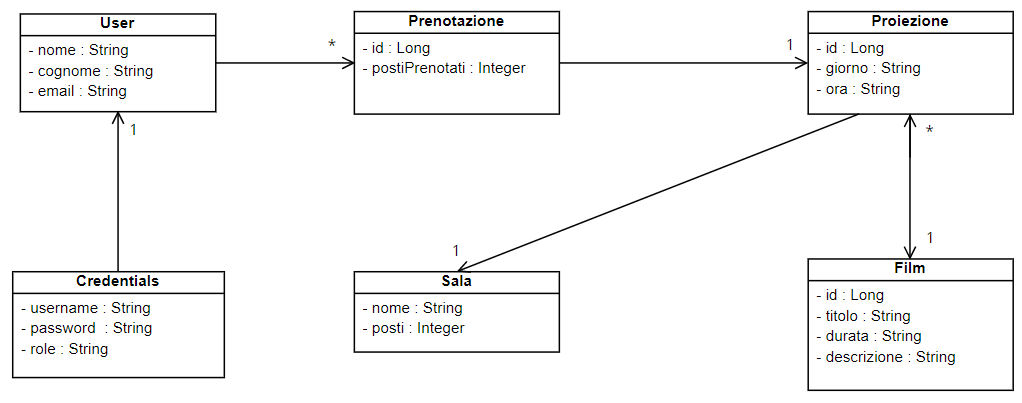 User
- nome : String
- cognome : String
- email : String
*
Prenotazione
- id : Long
- postiPrenotati : Integer
1
Proiezione
- id : Long
- giorno : String
- ora : String
1
*
1
1
Credentials
- username : String
- password  : String
- role : String
Sala
- nome : String
- posti : Integer
Film
- id : Long
- titolo : String
- durata : String
- descrizione : String